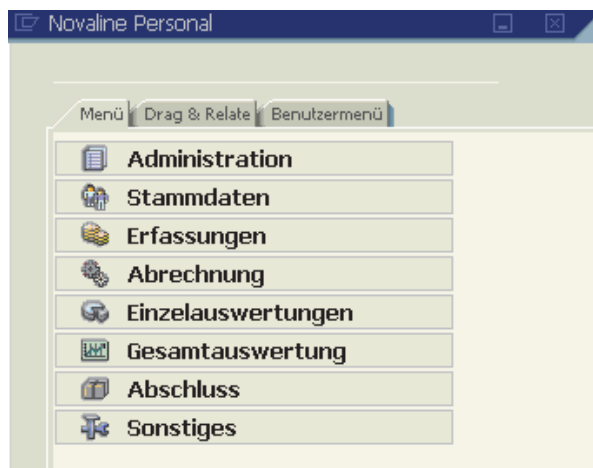 Novaline Personal
Menü Drag & Relate Benutzermenü
Administration
Stammdaten
Erfassungen
Abrechnung
Einzelauswertungen
Gesamtauswertung
Abschluss
Sonstiges